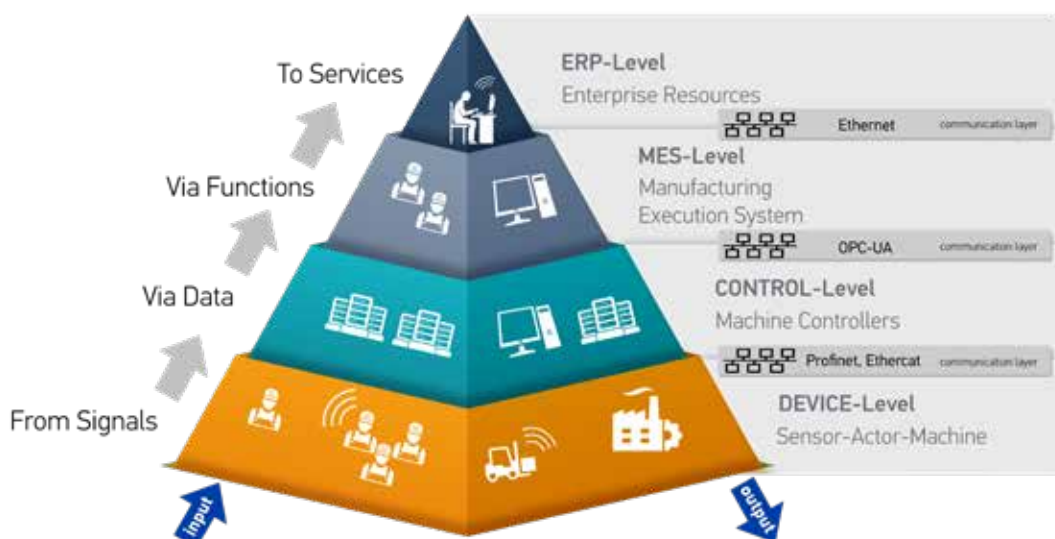 To Services
ERP-Level
Enterprise Resources
Ethernet communication layer
Via Functions
MES-Level
Manufacturing
Execution System
OPC-UA communication layer
Via Data
CONTROL-Level
Machine Controllers
Profinet, Ethercat communication layer
From Signals
DEVICE-Level
Sensor-Actor-Machine
input
output